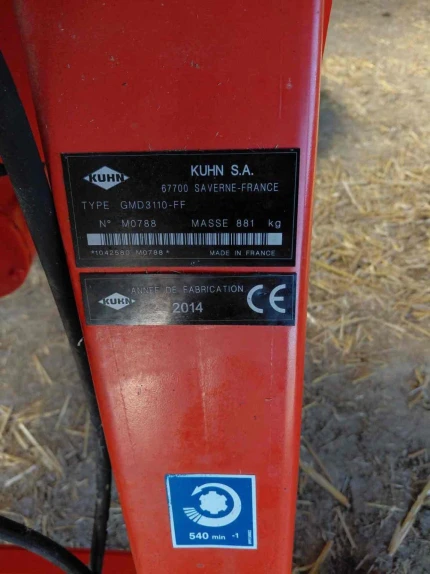 KUHN
KUHN S.A.
67700 SAVERNE-FRANCE
TYPE GMD3110-FF
N° M0788 MASSE 881 kg
*1042583 M0788* MADE IN FRANCE
KUHN
ANNEE DE FABRICATION
2014
CE
540 min -1